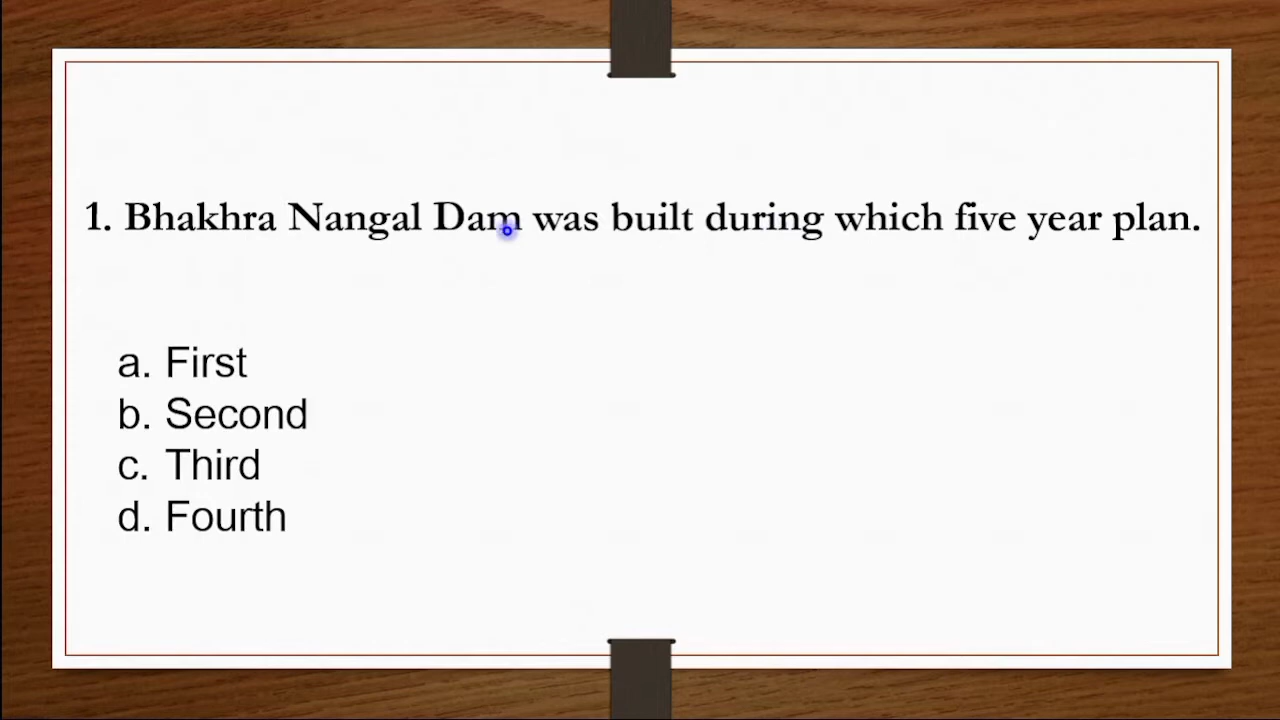 1. Bhakhra Nangal Dam was built during which five year plan.
a. First
b. Second
c. Third
d. Fourth